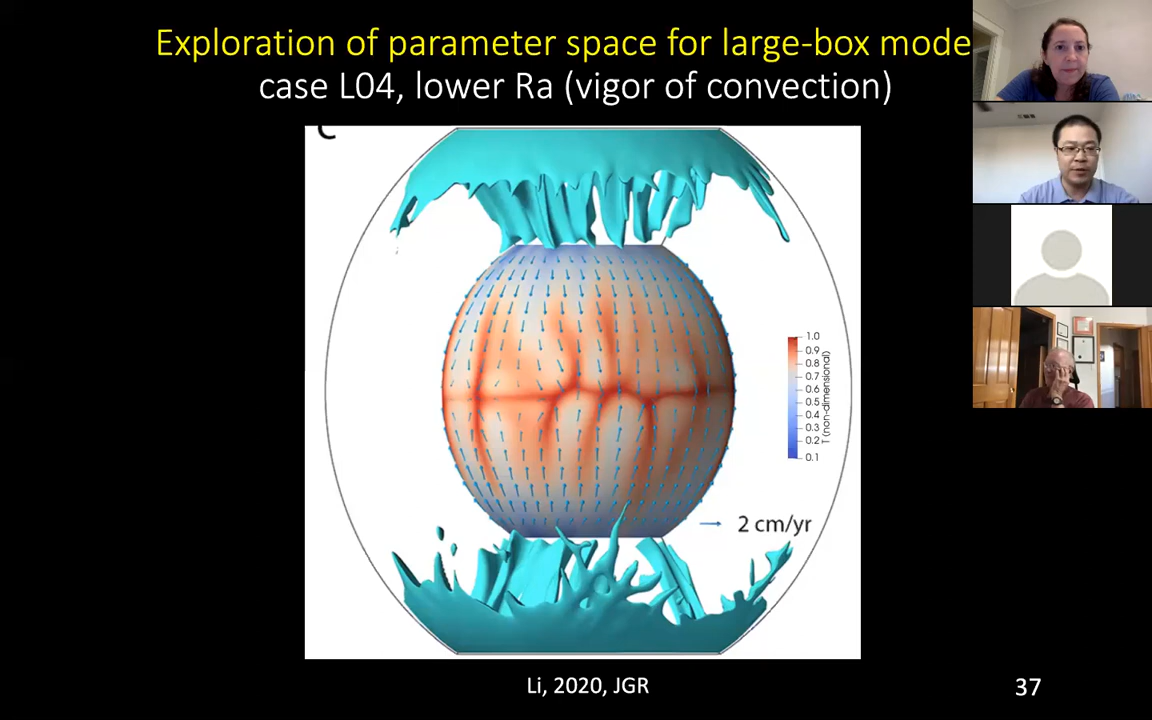 Exploration of parameter space for large-box mode
case L04, lower Ra (vigor of convection)
C
1.0
0.9
0.8
0.7
0.6
0.5
0.4
0.3
0.2
0.1
T (non-dimensional)
2 cm/yr
Li, 2020, JGR
37